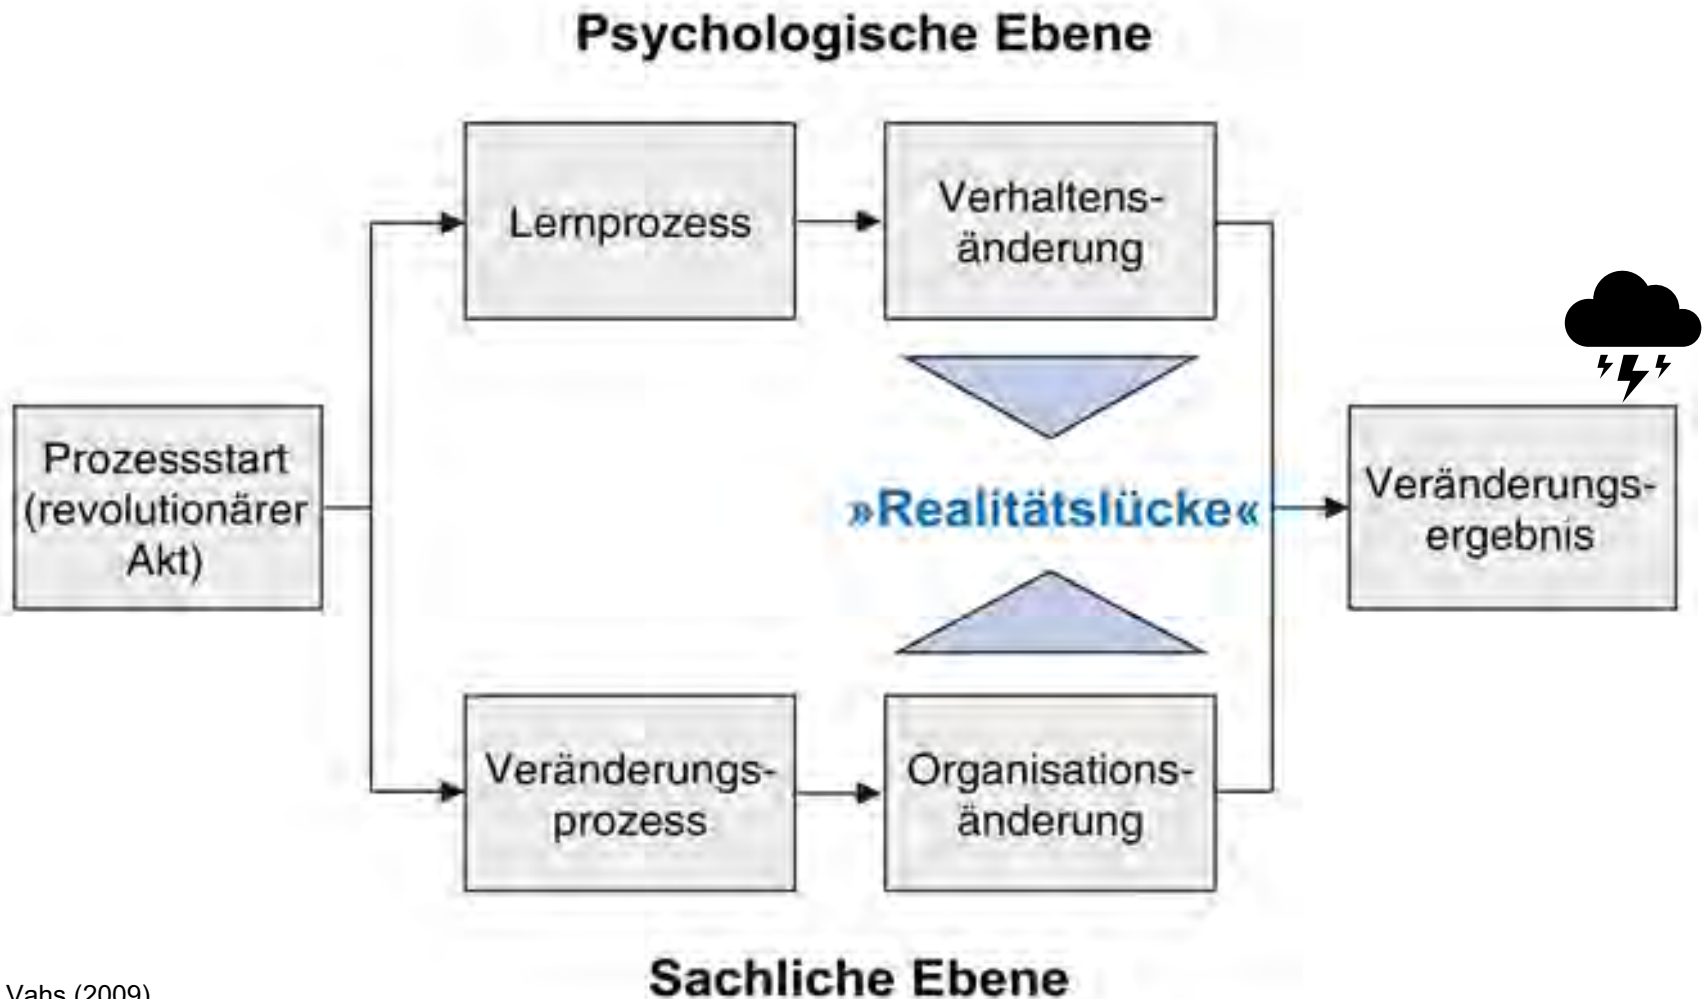 Psychologische Ebene
Lernprozess
Verhaltens-
änderung
Prozessstart
(revolutionärer
Akt)
»Realitätslücke«
Veränderungs-
ergebnis
Veränderungs-
prozess
Organisations-
änderung
Sachliche Ebene
Vahs (2009)